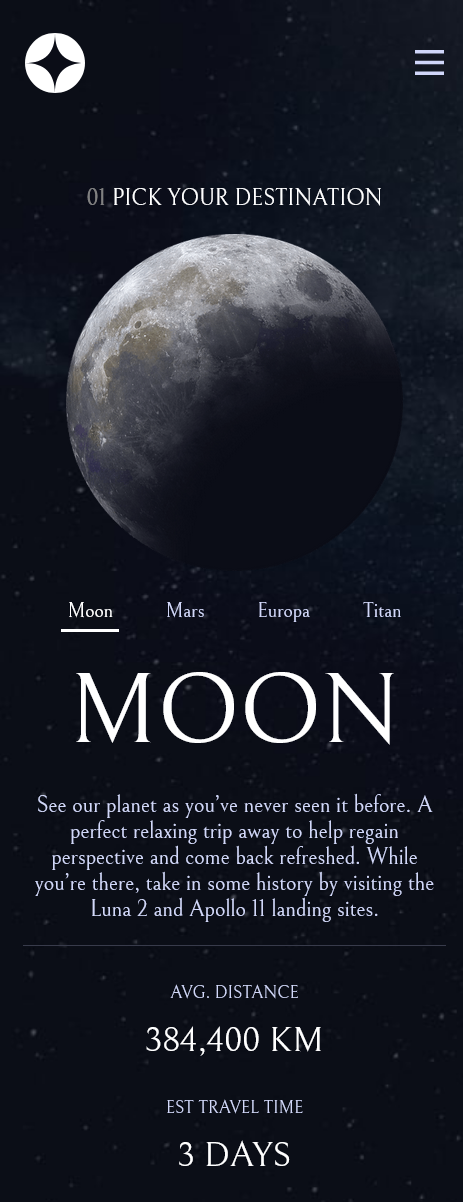 01 PICK YOUR DESTINATION
Moon Mars Europa Titan
MOON
See our planet as you’ve never seen it before. A
perfect relaxing trip away to help regain
perspective and come back refreshed. While
you’re there, take in some history by visiting the
Luna 2 and Apollo 11 landing sites.
AVG. DISTANCE
384,400 KM
EST TRAVEL TIME
3 DAYS